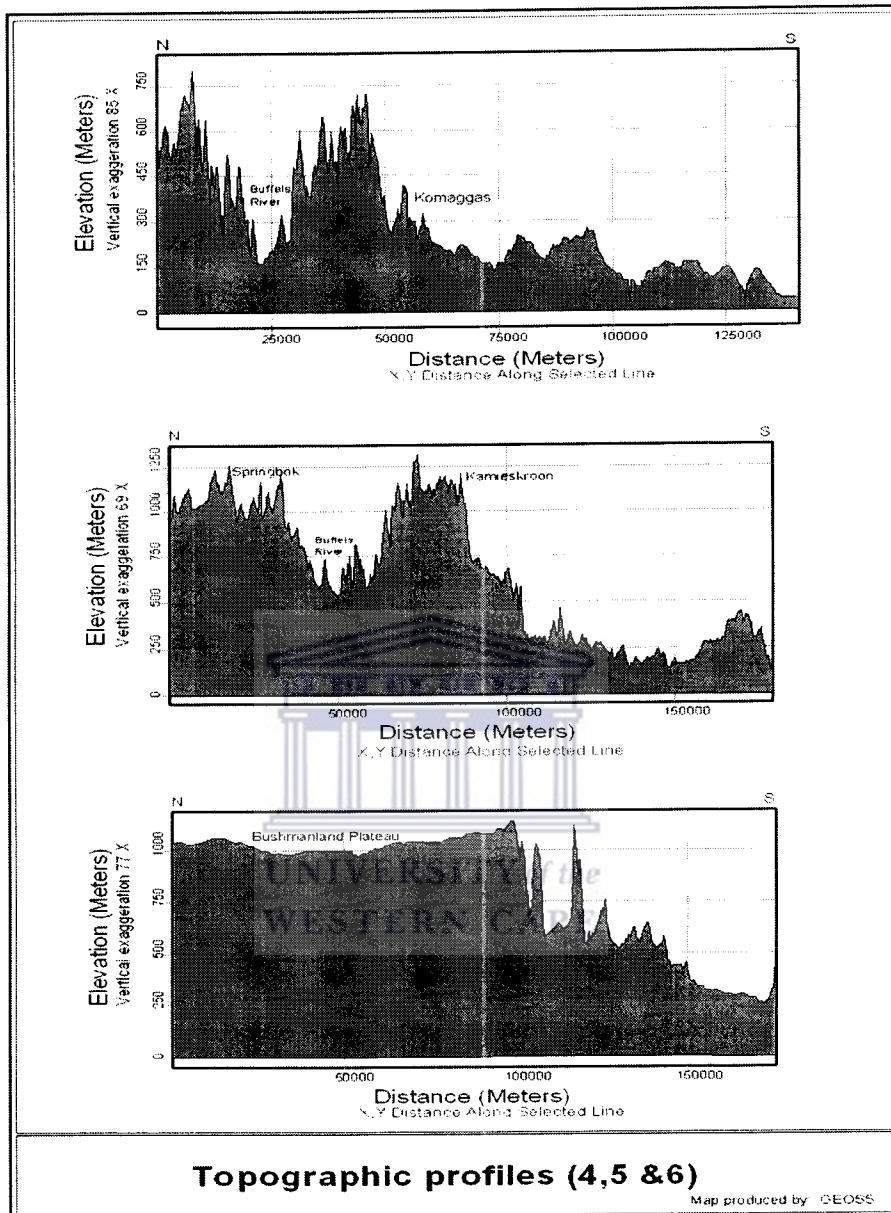 N S
Elevation (Meters)
Vertical exaggeration 85 X
750
600
450
300
150
0
Buffels
River
Komaggas
25000 50000 75000 100000 125000
Distance (Meters)
X,Y Distance Along Selected Line
N S
Elevation (Meters)
Vertical exaggeration 69 X
1250
1000
750
500
250
0
Springbok
Kamieskroon
Buffels
River
50000 100000 150000
Distance (Meters)
X,Y Distance Along Selected Line
N S
Elevation (Meters)
Vertical exaggeration 77 X
1000
750
500
250
0
Bushmanland Plateau
UNIVERSITY of the
WESTERN CAPE
50000 100000 150000
Distance (Meters)
X,Y Distance Along Selected Line
Topographic profiles (4,5 &6)
Map produced by GEOSS